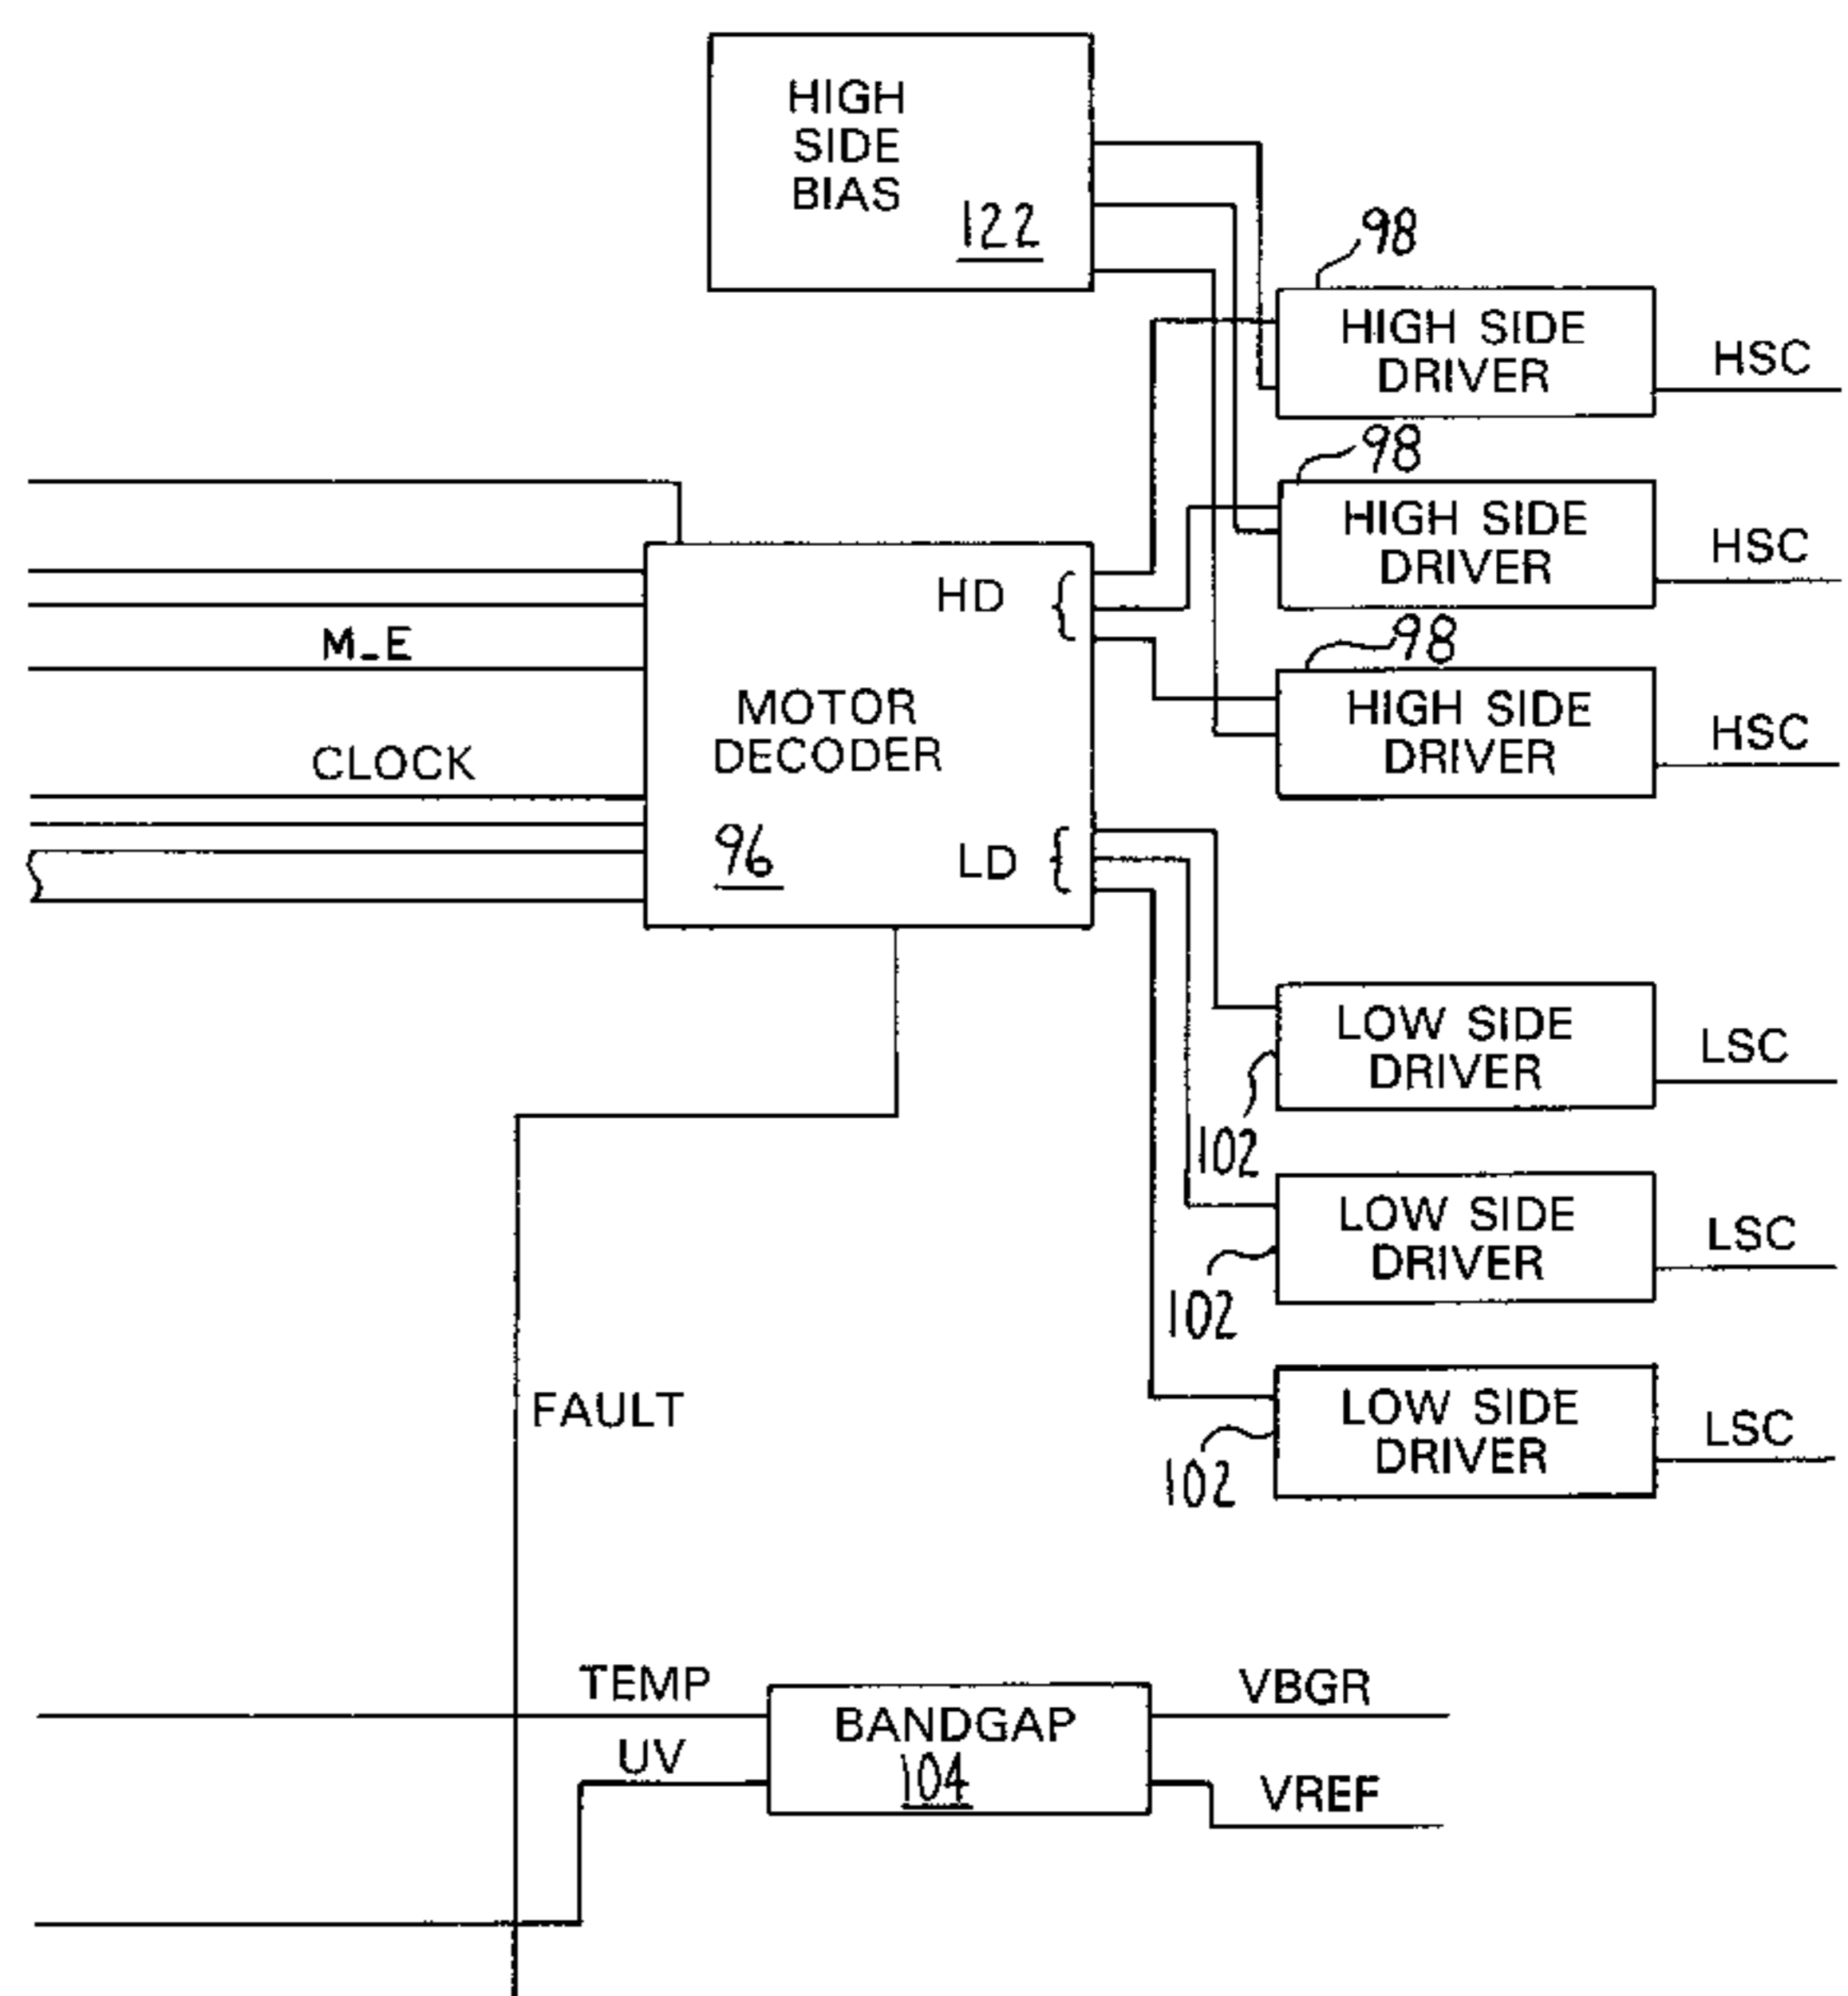 HIGH
SIDE
BIAS
122
98
HIGH SIDE
DRIVER
HSC
98
HIGH SIDE
DRIVER
HSC
98
HIGH SIDE
DRIVER
HSC
HD
M_E
MOTOR
DECODER
CLOCK
96
LD
LOW SIDE
DRIVER
LSC
102
LOW SIDE
DRIVER
LSC
102
LOW SIDE
DRIVER
LSC
102
FAULT
TEMP
UV
BANDGAP
104
VBGR
VREF